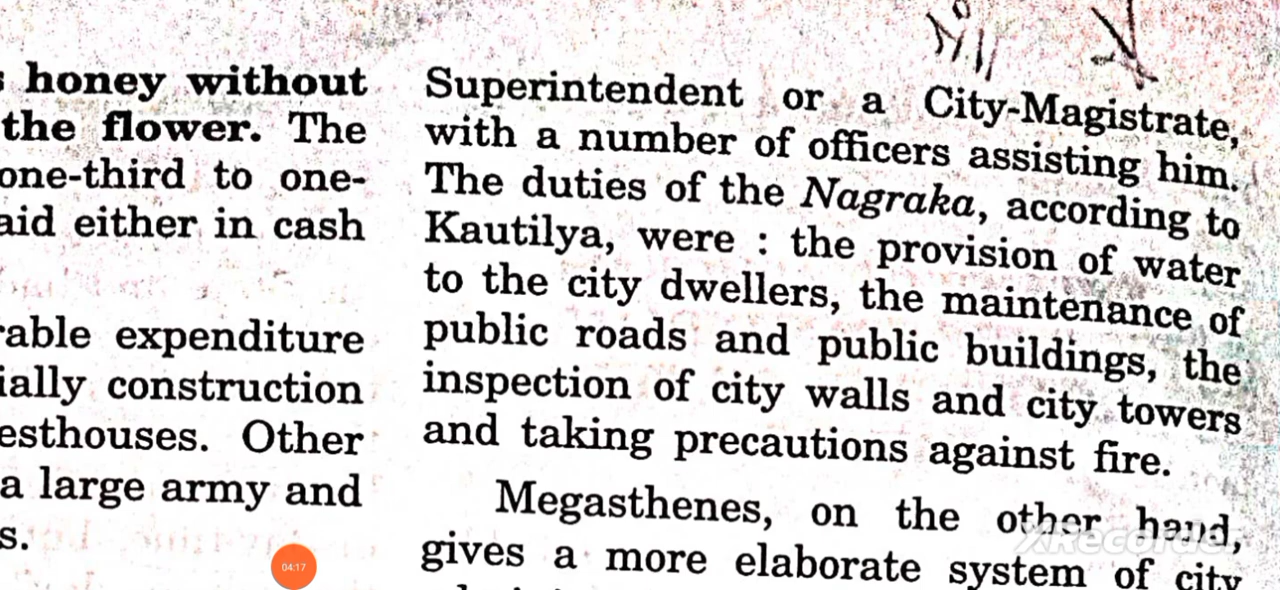 honey without
the flower. The
one-third to one-
aid either in cash
able expenditure
ially construction
esthouses. Other
a large army and
s.
Superintendent or a City-Magistrate,
with a number of officers assisting him.
The duties of the Nagraka, according to
Kautilya, were : the provision of water
to the city dwellers, the maintenance of
public roads and public buildings, the
inspection of city walls and city towers
and taking precautions against fire.
Megasthenes, on the other hand,
gives a more elaborate system of city
XRecorder
04:17